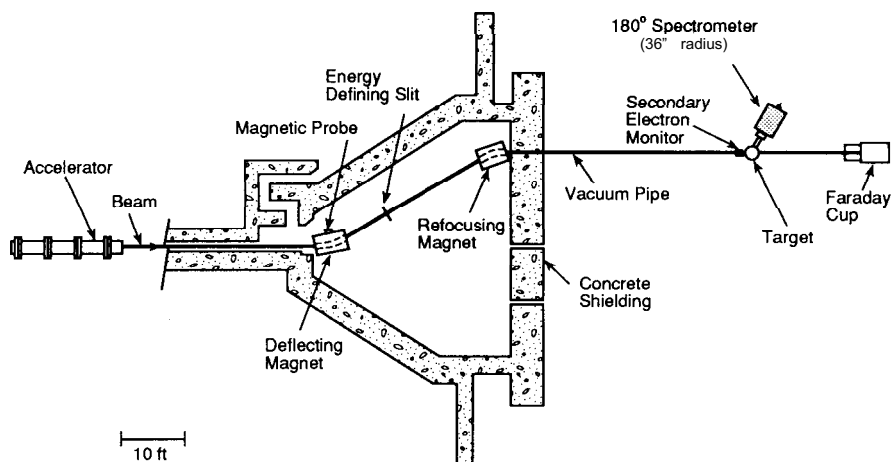 180° Spectrometer
(36" radius)
Energy
Defining Slit
Secondary
Electron
Monitor
Magnetic Probe
Accelerator
Beam
Vacuum Pipe
Faraday
Cup
Refocusing
Magnet
Target
Concrete
Shielding
Deflecting
Magnet
10 ft